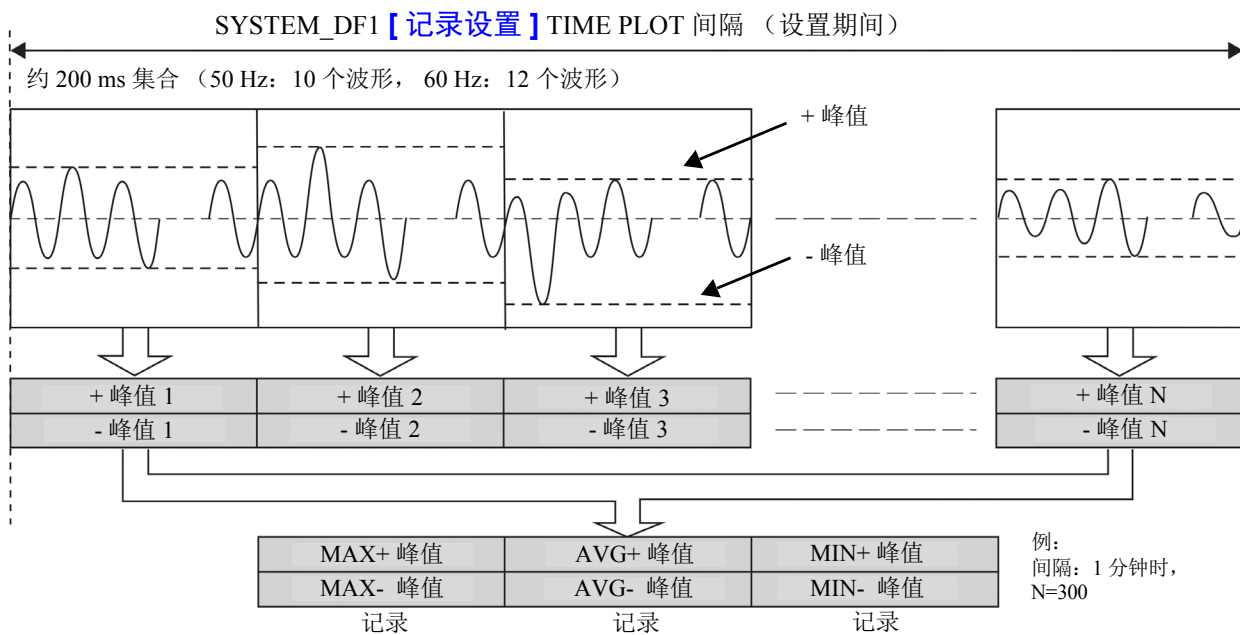 SYSTEM_DF1 [ 记录设置 ] TIME PLOT 间隔 （设置期间）
约 200 ms 集合 （50 Hz：10 个波形， 60 Hz：12 个波形）
+ 峰值
- 峰值
+ 峰值 1
+ 峰值 2
+ 峰值 3
+ 峰值 N
- 峰值 1
- 峰值 2
- 峰值 3
- 峰值 N
MAX+ 峰值
AVG+ 峰值
MIN+ 峰值
MAX- 峰值
AVG- 峰值
MIN- 峰值
记录
记录
记录
例：
间隔：1 分钟时，
N=300